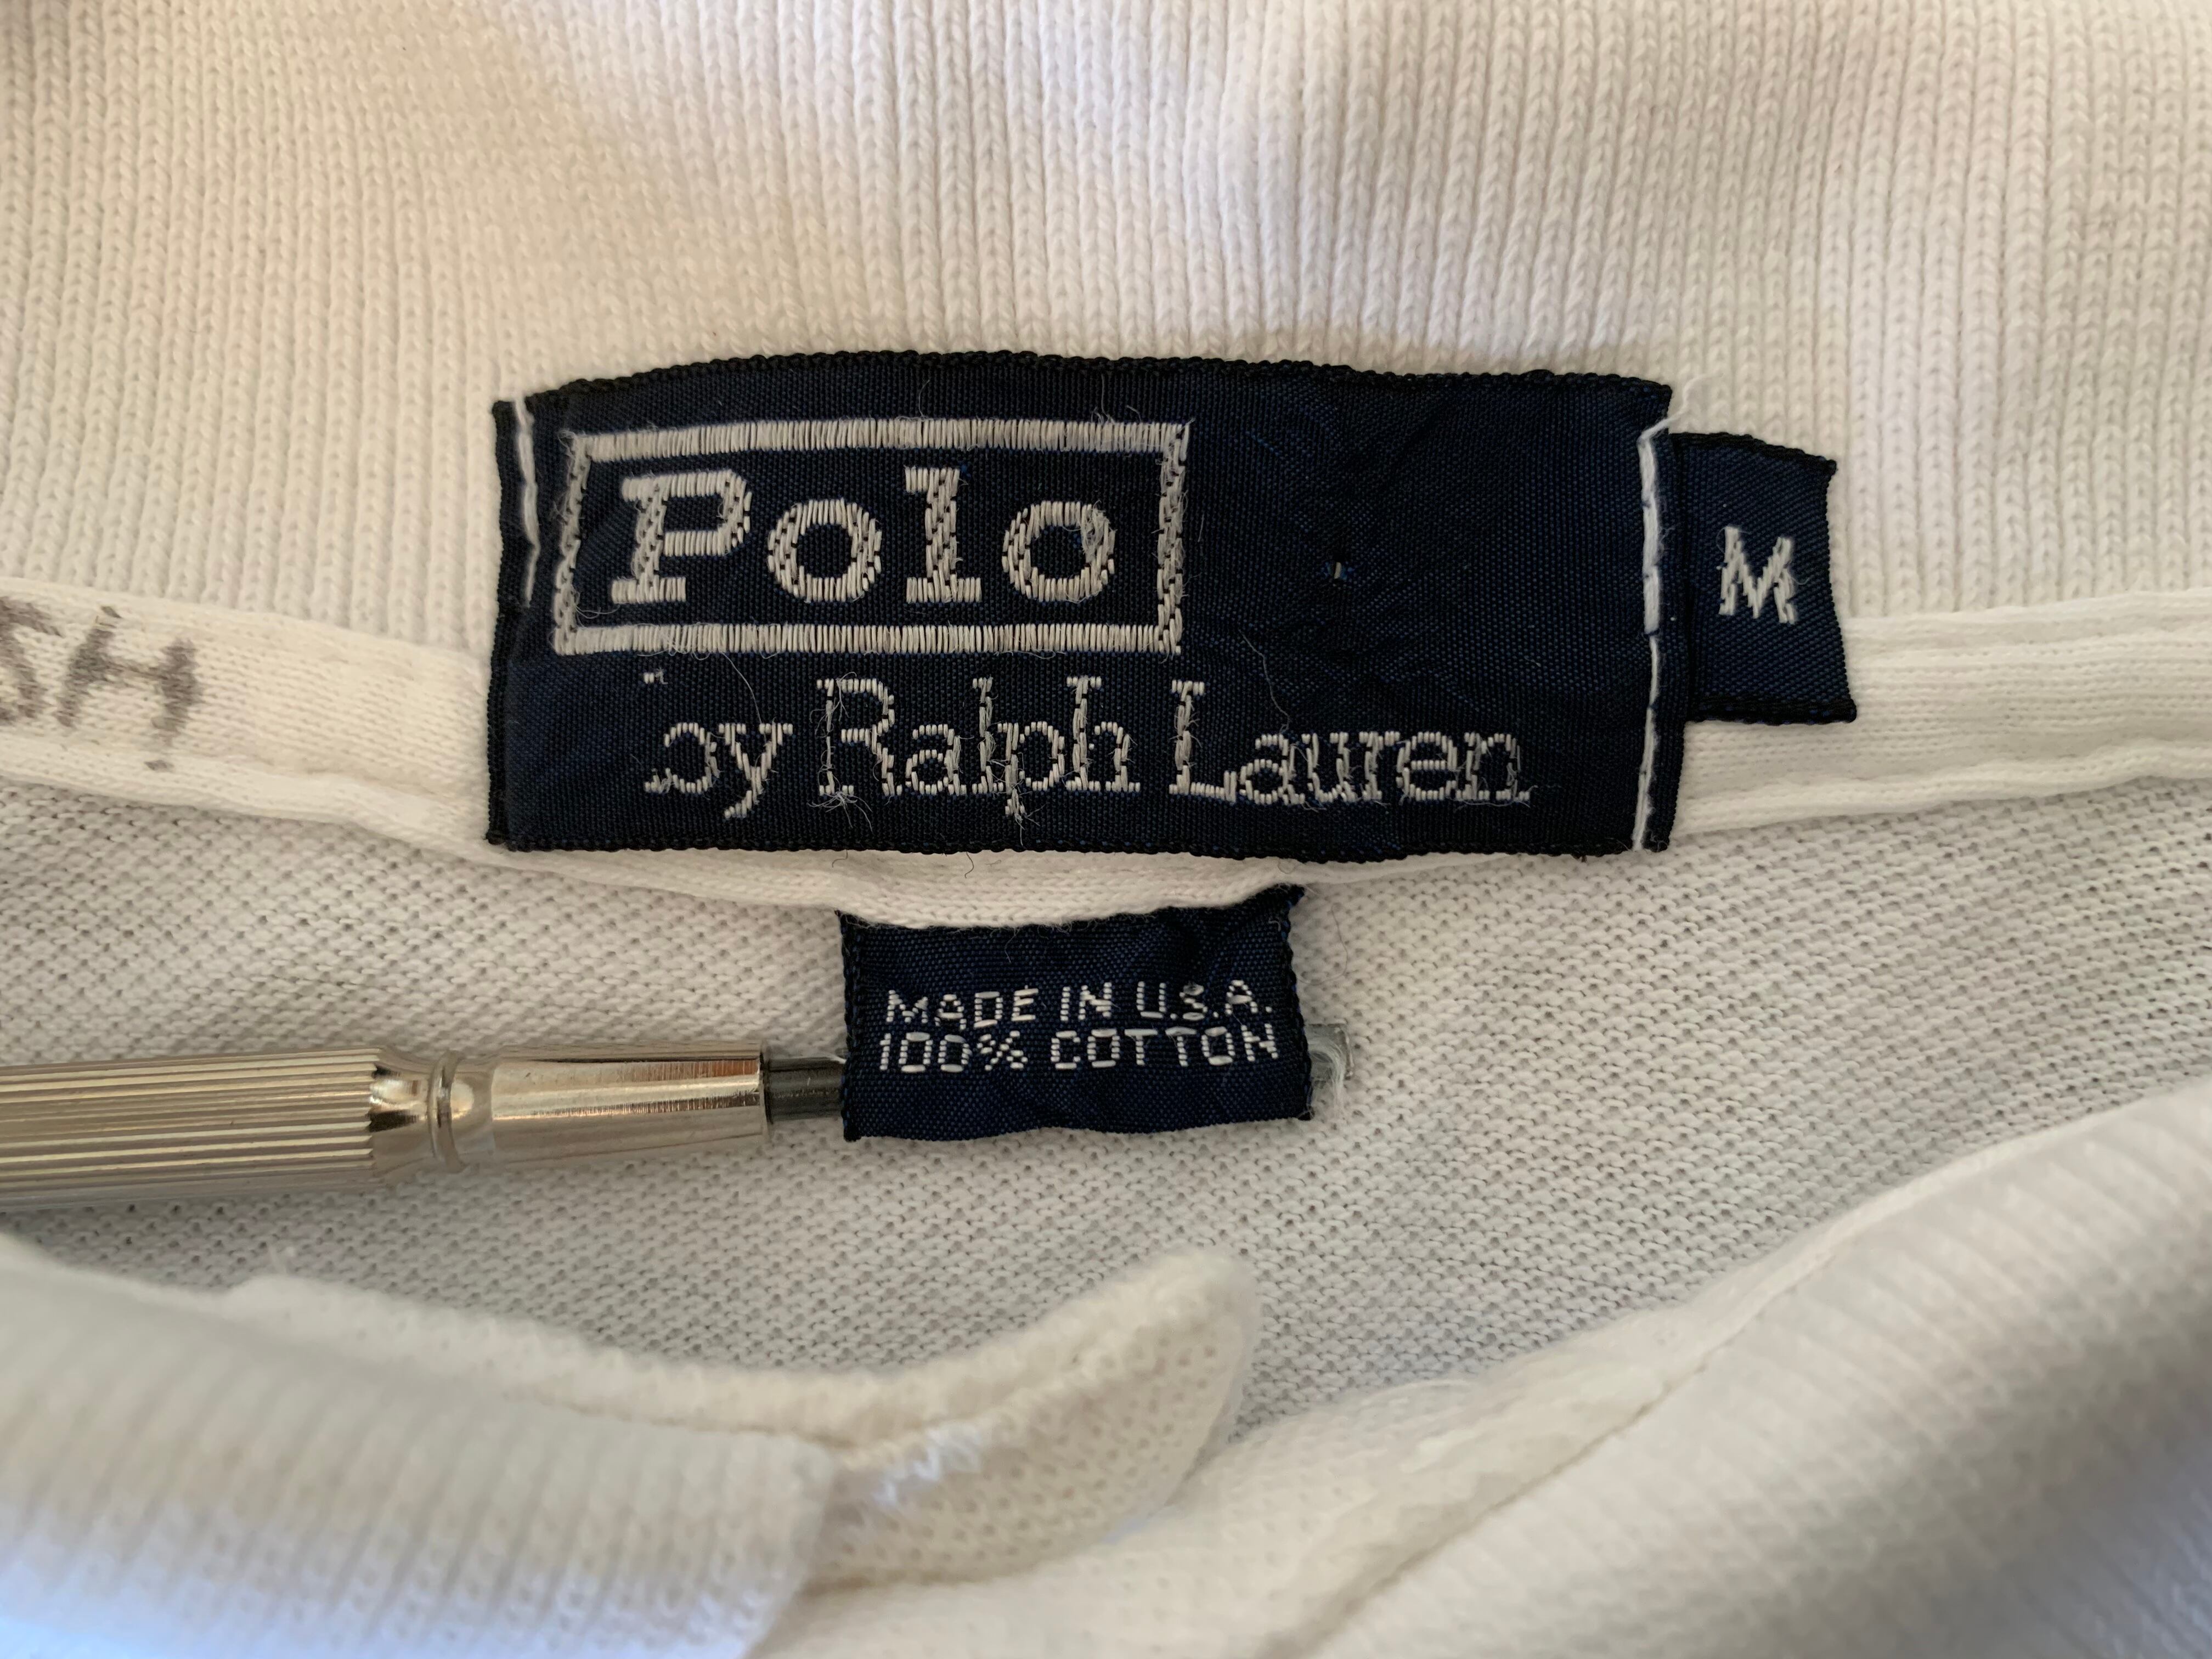 Polo
by Ralph Lauren
M
SH
MADE IN U.S.A.
100% COTTON